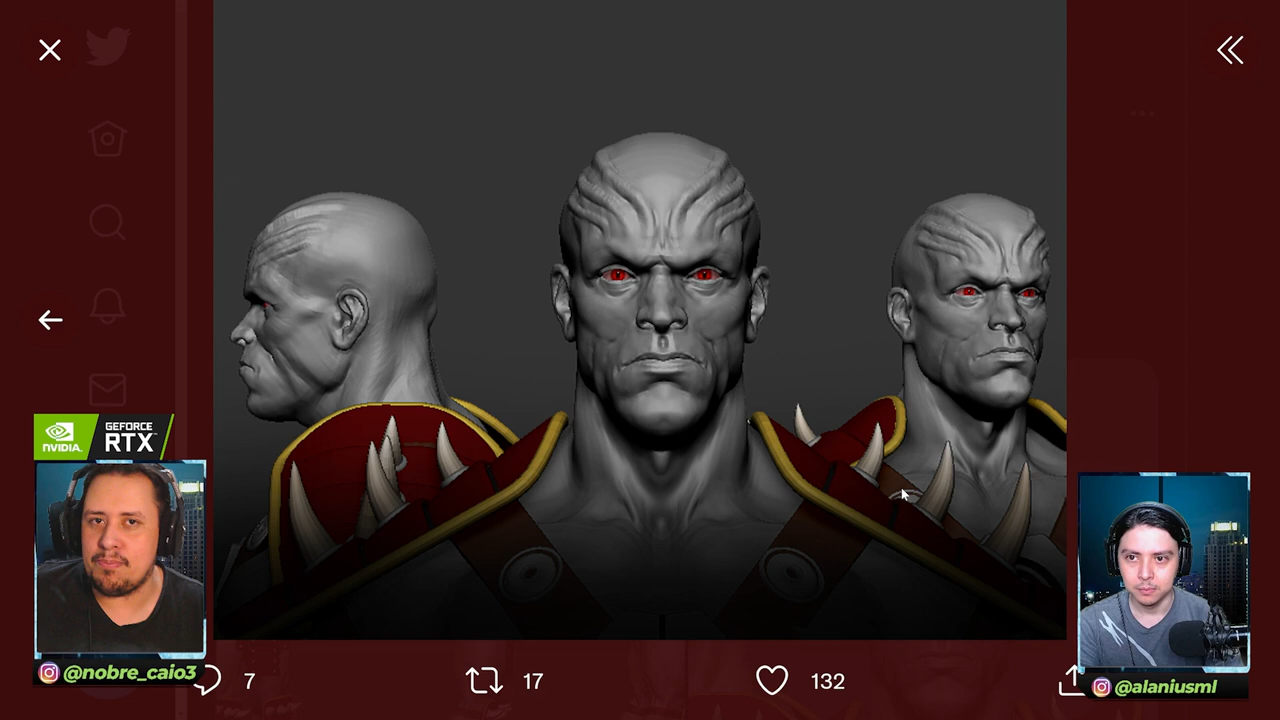 NVIDIA.
GEFORCE
RTX
@nobre_caio3
7
17
132
@alaniusml